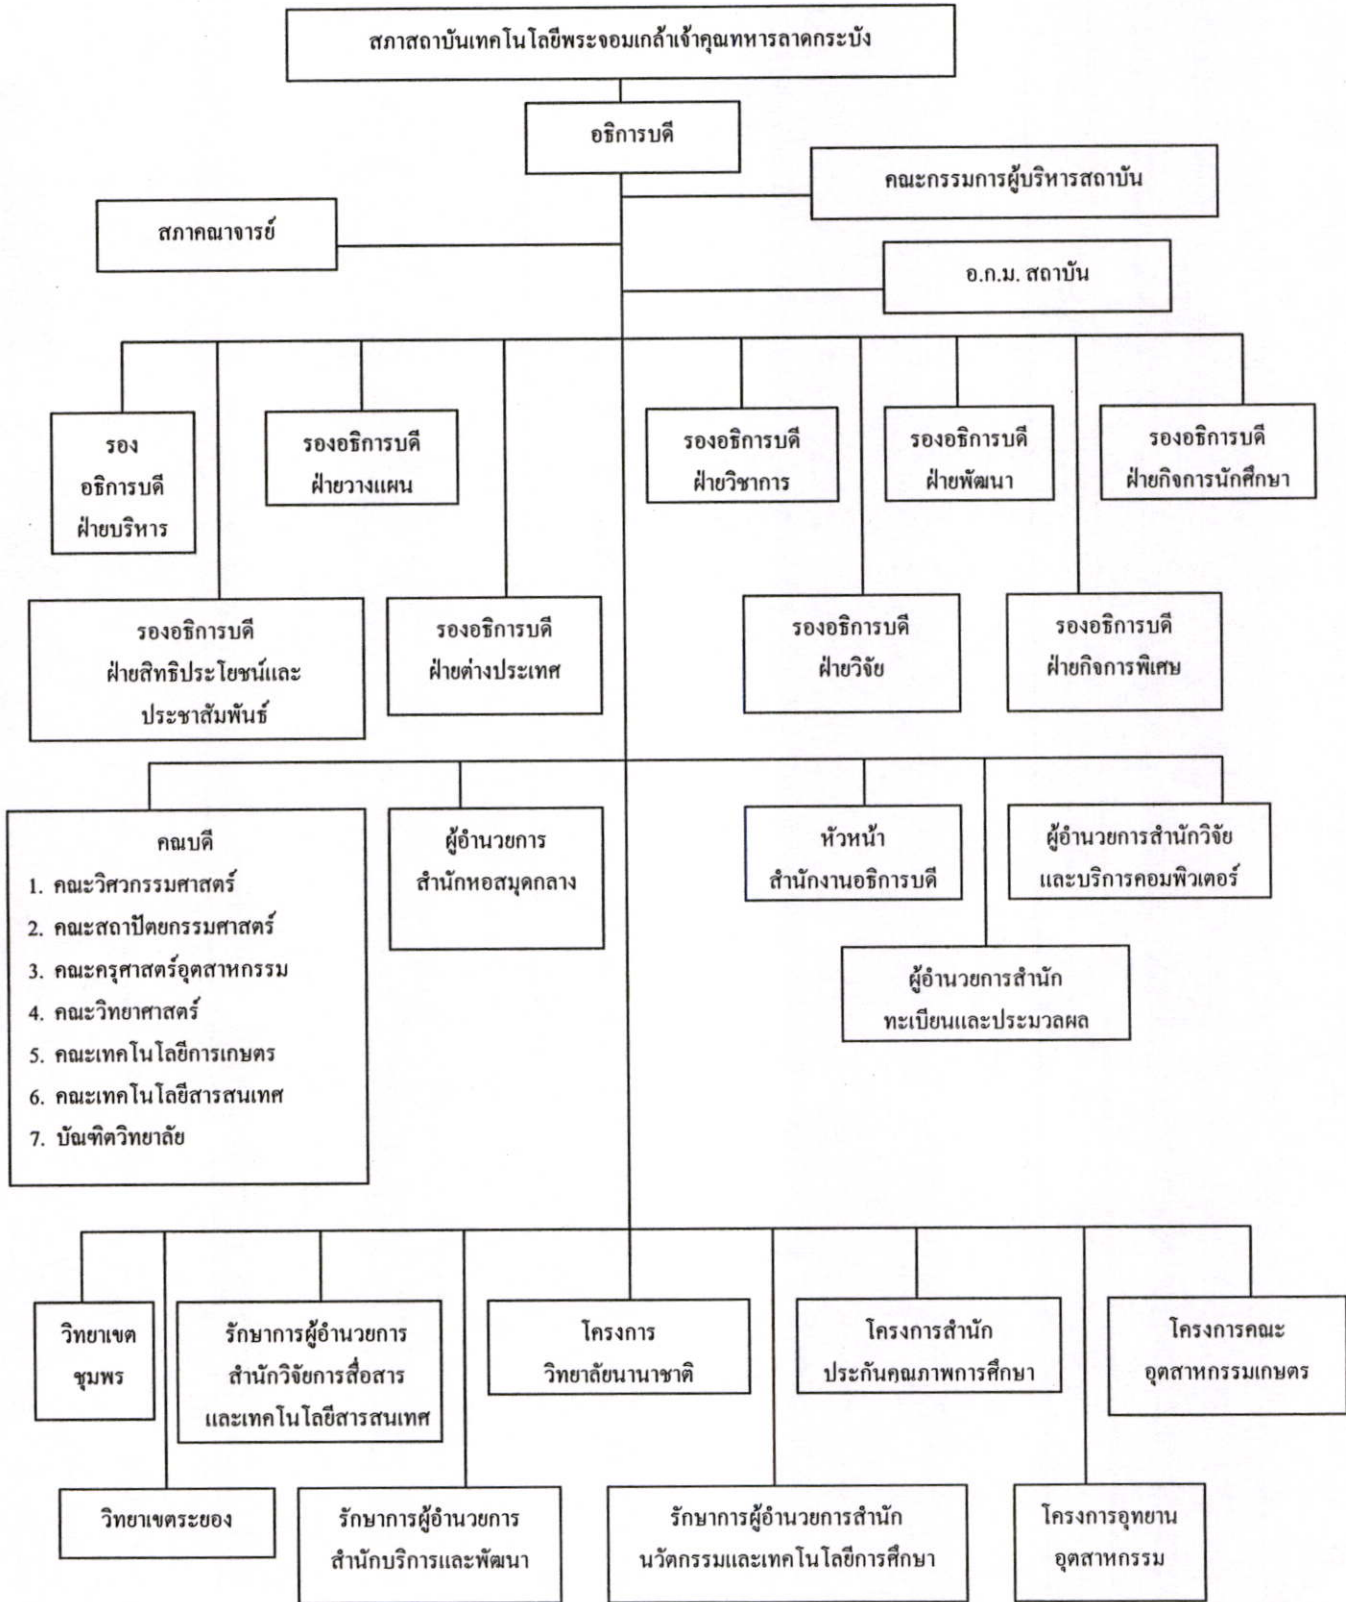 สภาสถาบันเทคโนโลยีพระจอมเกล้าเจ้าคุณทหารลาดกระบัง
อธิการบดี
คณะกรรมการผู้บริหารสถาบัน
สภาคณาจารย์
อ.ก.ม. สถาบัน
รอง
อธิการบดี
ฝ่ายบริหาร
รองอธิการบดี
ฝ่ายวางแผน
รองอธิการบดี
ฝ่ายวิชาการ
รองอธิการบดี
ฝ่ายพัฒนา
รองอธิการบดี
ฝ่ายกิจการนักศึกษา
รองอธิการบดี
ฝ่ายสิทธิประโยชน์และ
ประชาสัมพันธ์
รองอธิการบดี
ฝ่ายต่างประเทศ
รองอธิการบดี
ฝ่ายวิจัย
รองอธิการบดี
ฝ่ายกิจการพิเศษ
คณบดี
1. คณะวิศวกรรมศาสตร์
2. คณะสถาปัตยกรรมศาสตร์
3. คณะครุศาสตร์อุตสาหกรรม
4. คณะวิทยาศาสตร์
5. คณะเทคโนโลยีการเกษตร
6. คณะเทคโนโลยีสารสนเทศ
7. บัณฑิตวิทยาลัย
ผู้อำนวยการ
สำนักหอสมุดกลาง
หัวหน้า
สำนักงานอธิการบดี
ผู้อำนวยการสำนักวิจัย
และบริการคอมพิวเตอร์
ผู้อำนวยการสำนัก
ทะเบียนและประมวลผล
วิทยาเขต
ชุมพร
รักษาการผู้อำนวยการ
สำนักวิจัยการสื่อสาร
และเทคโนโลยีสารสนเทศ
โครงการ
วิทยาลัยนานาชาติ
โครงการสำนัก
ประกันคุณภาพการศึกษา
โครงการคณะ
อุตสาหกรรมเกษตร
วิทยาเขตระยอง
รักษาการผู้อำนวยการ
สำนักบริการและพัฒนา
รักษาการผู้อำนวยการสำนัก
นวัตกรรมและเทคโนโลยีการศึกษา
โครงการอุทยาน
อุตสาหกรรม